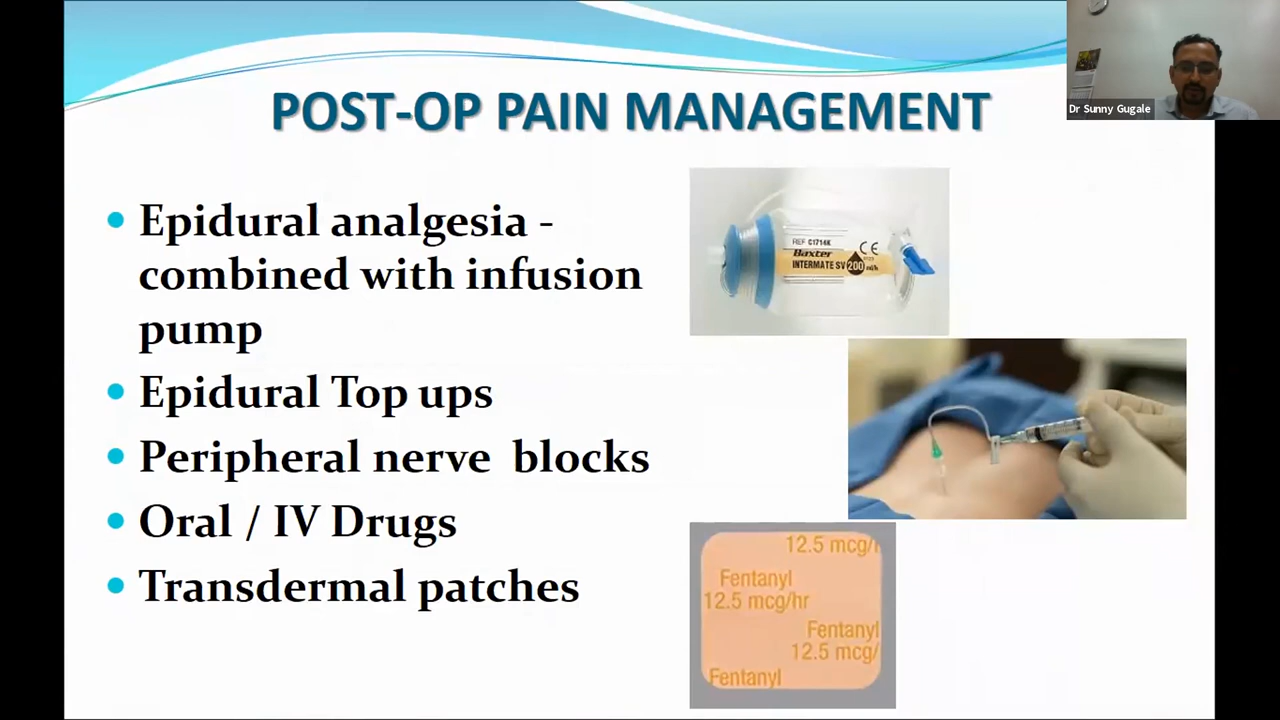 Dr Sunny Gugale
POST-OP PAIN MANAGEMENT
• Epidural analgesia -
combined with infusion
pump
• Epidural Top ups
• Peripheral nerve blocks
• Oral / IV Drugs
• Transdermal patches
REF C1714K
CE
Baxter
INTERMATE SV 200 ml/h
12.5 mcg/
Fentanyl
12.5 mcg/hr
Fentanyl
12.5 mcg/
Fentanyl